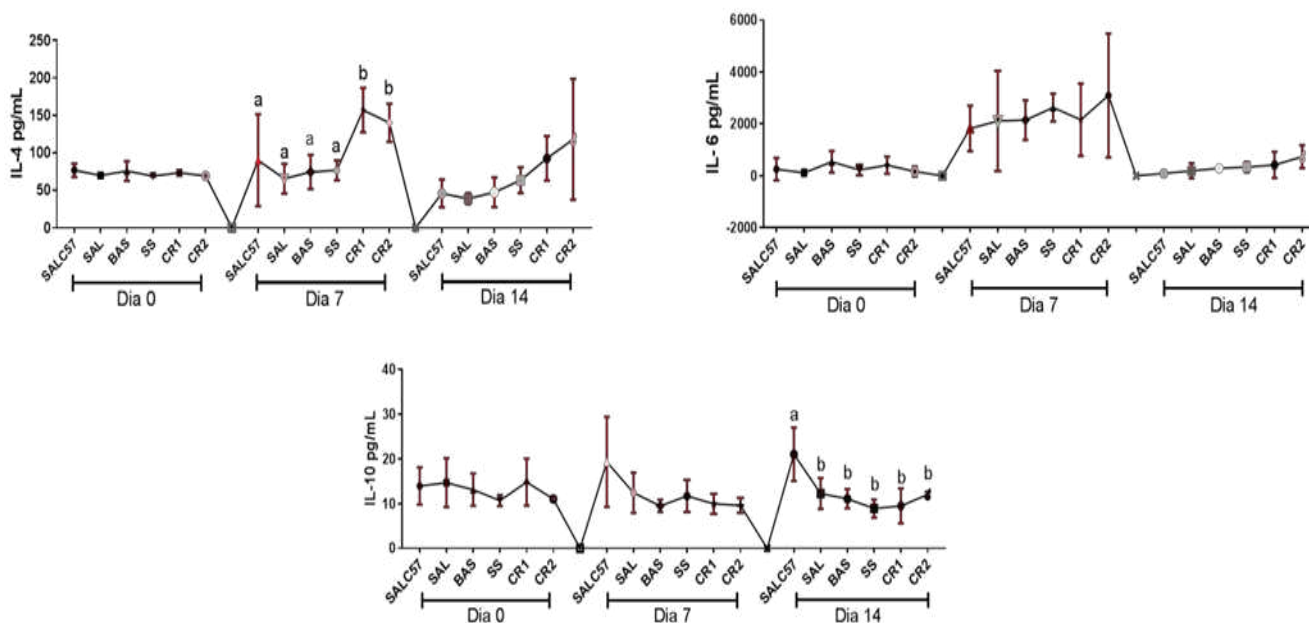 IL-4 pg/mL
250
200
150
100
50
0
a
a
a
a
b
b
SALC57
SAL
BAS
SS
CR1
CR2
SALC57
SAL
BAS
SS
CR1
CR2
SALC57
SAL
BAS
SS
CR1
CR2
Dia 0
Dia 7
Dia 14
IL- 6 pg/mL
6000
4000
2000
0
-2000
SALC57
SAL
BAS
SS
CR1
CR2
SALC57
SAL
BAS
SS
CR1
CR2
SALC57
SAL
BAS
SS
CR1
CR2
Dia 0
Dia 7
Dia 14
IL-10 pg/mL
40
30
20
10
0
a
b
b
b
b
b
SALC57
SAL
BAS
SS
CR1
CR2
SALC57
SAL
BAS
SS
CR1
CR2
SALC57
SAL
BAS
SS
CR1
CR2
Dia 0
Dia 7
Dia 14